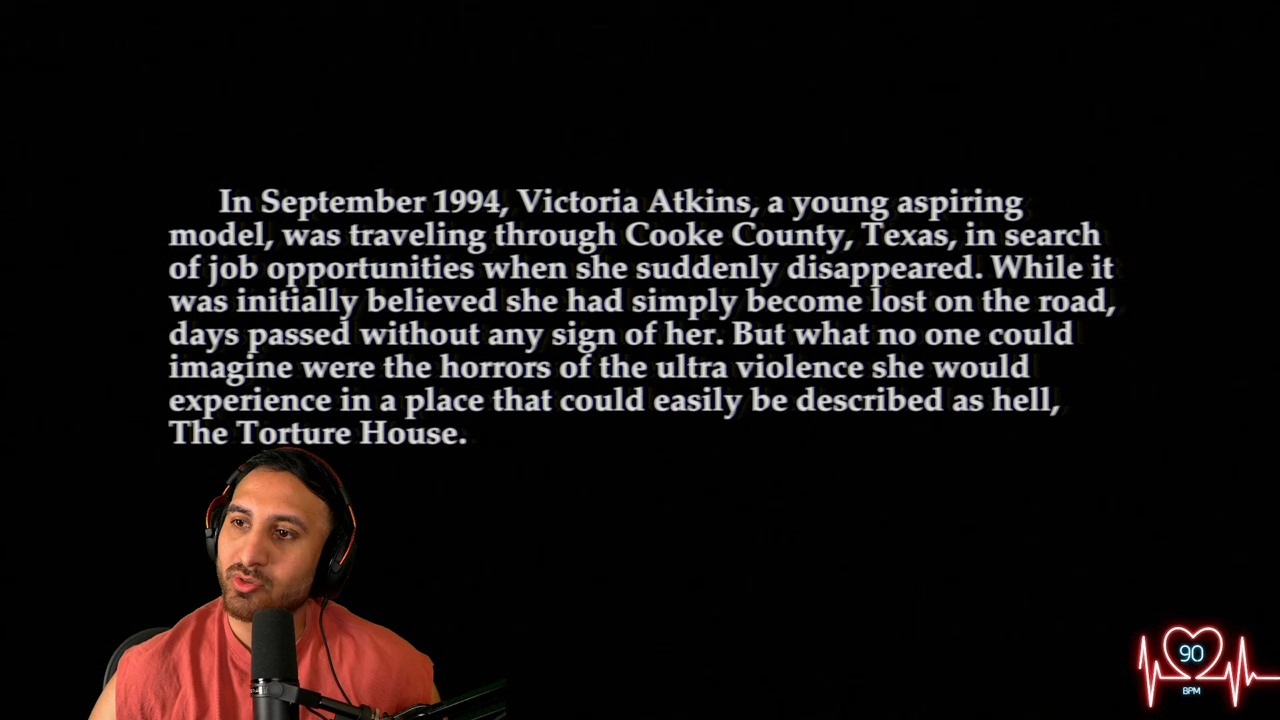 In September 1994, Victoria Atkins, a young aspiring
model, was traveling through Cooke County, Texas, in search
of job opportunities when she suddenly disappeared. While it
was initially believed she had simply become lost on the road,
days passed without any sign of her. But what no one could
imagine were the horrors of the ultra violence she would
experience in a place that could easily be described as hell,
The Torture House.
90
BPM